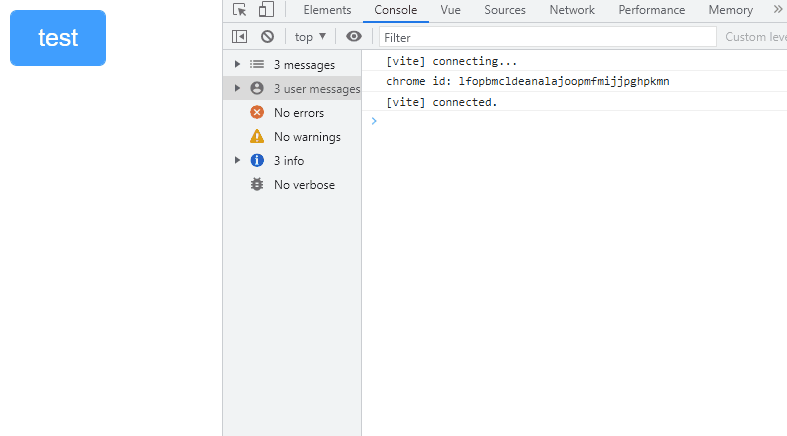 test
Elements Console Vue Sources Network Performance Memory »
top ▼ Filter Custom leve
3 messages
3 user messages
No errors
No warnings
3 info
No verbose
[vite] connecting...
chrome id: lfopbmcldeanalajoopmfmijjpghpkmn
[vite] connected.
>